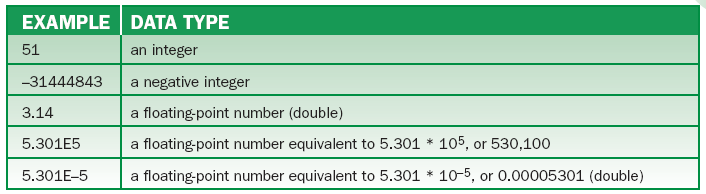 EXAMPLE DATA TYPE
51 an integer
–31444843 a negative integer
3.14 a floating-point number (double)
5.301E5 a floating-point number equivalent to 5.301 * 10⁵, or 530,100
5.301E–5 a floating-point number equivalent to 5.301 * 10⁻⁵, or 0.00005301 (double)